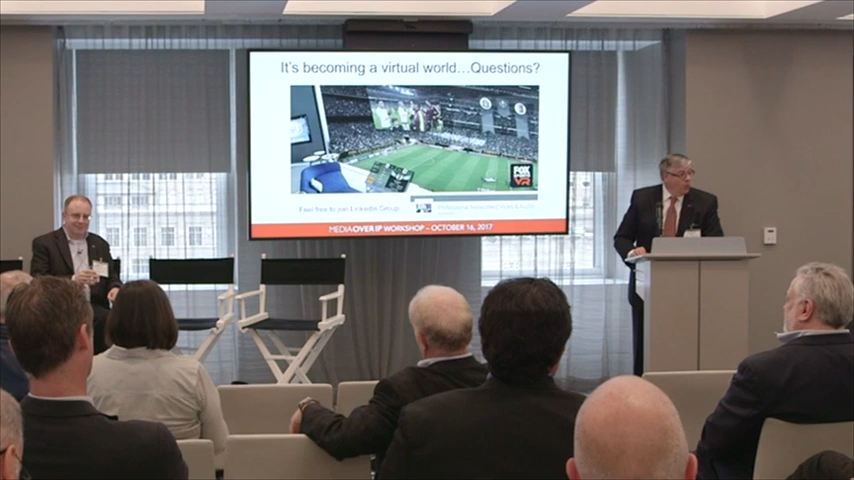 It's becoming a virtual world…Questions?
FOX
VR
Feel free to join LinkedIn Group
MEDIA OVER IP WORKSHOP – OCTOBER 16, 2017